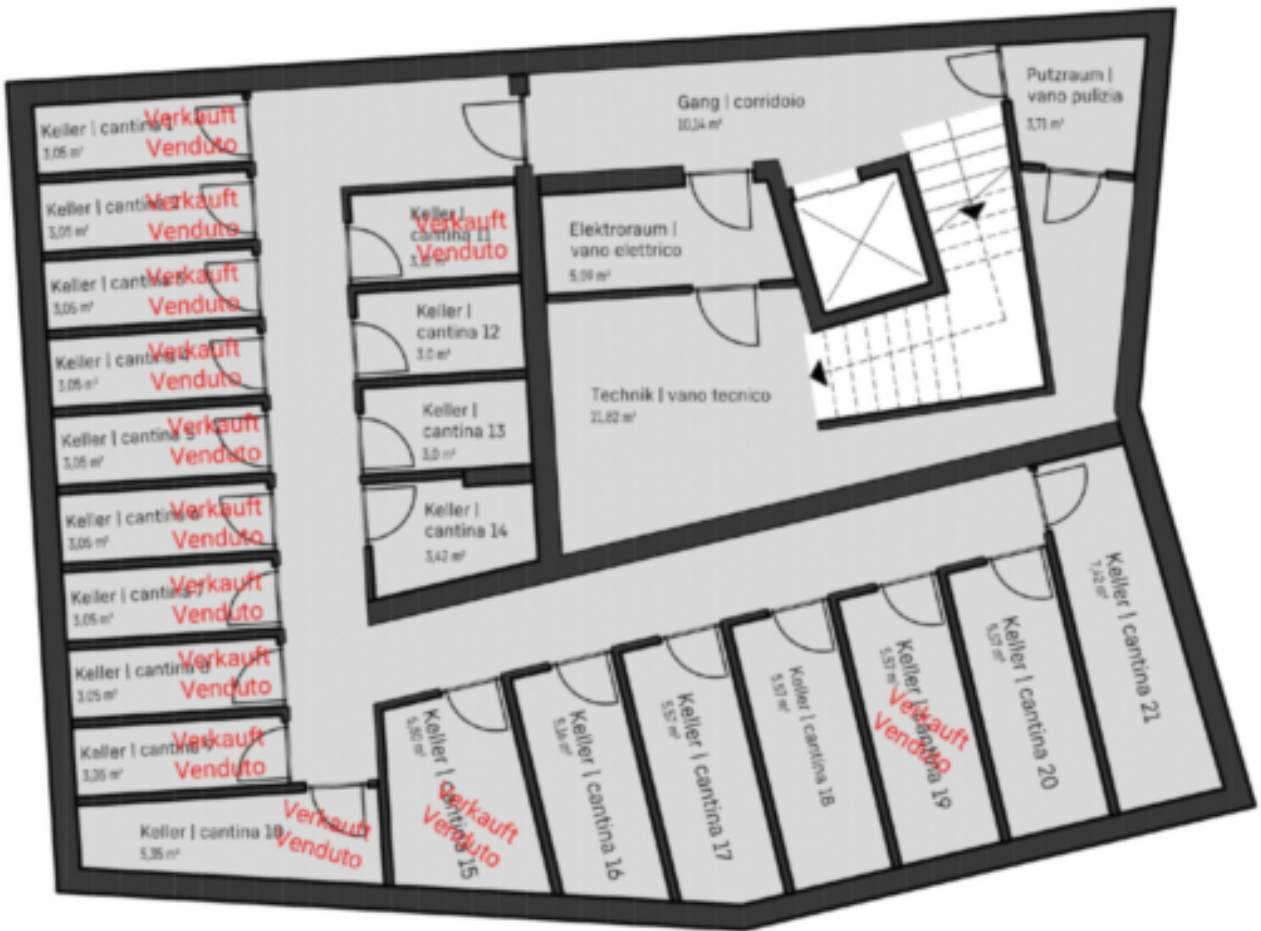 Keller | cantina 1
3,05 m²
Verkauft
Venduto
Keller | cantina 2
3,05 m²
Verkauft
Venduto
Keller | cantina
3,05 m²
Verkauft
Venduto
Keller | cantina 4
3,05 m²
Verkauft
Venduto
Keller | cantina 5
3,05 m²
Verkauft
Venduto
Keller | cantina 6
3,05 m²
Verkauft
Venduto
Keller | cantina 7
3,05 m²
Verkauft
Venduto
Keller | cantina 8
3,05 m²
Verkauft
Venduto
Keller | cantina 9
3,05 m²
Verkauft
Venduto
Keller | cantina 10
5,35 m²
Verkauft
Venduto
Keller |
cantina 11
Verkauft
Venduto
Keller |
cantina 12
3.0 m²
Keller |
cantina 13
3,0 m²
Keller |
cantina 14
3,42 m²
Gang | corridoio
10,14 m²
Putzraum |
vano pulizia
3,71 m²
Elektroraum |
vano elettrico
5,09 m²
Technik | vano tecnico
21,82 m²
Keller | cantina 15
5,80 m²
Verkauft
Venduto
Keller | cantina 16
Keller | cantina 17
5,57 m²
Keller | cantina 18
5,57 m²
Keller | cantina 19
5,57 m²
Verkauft
Venduto
Keller | cantina 20
5,57 m²
Keller | cantina 21
7,42 m²